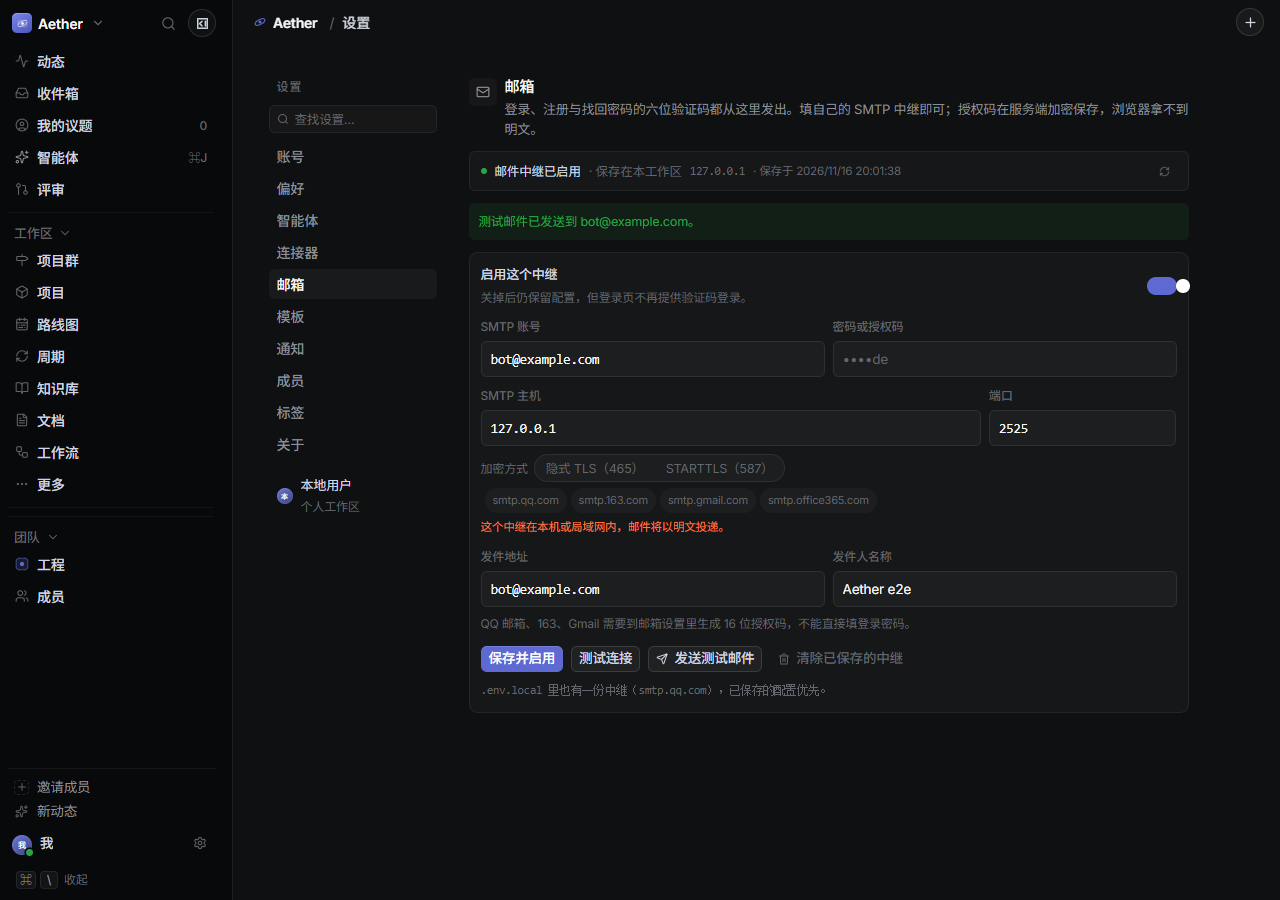 Aether
动态
收件箱
我的议题 0
智能体 ⌘J
评审
工作区
项目群
项目
路线图
周期
知识库
文档
工作流
更多
团队
工程
成员
邀请成员
新动态
我 我
⌘ \ 收起
Aether / 设置
设置
查找设置...
账号
偏好
智能体
连接器
邮箱
模板
通知
成员
标签
关于
本 本地用户
个人工作区
邮箱
登录、注册与找回密码的六位验证码都从这里发出。填自己的 SMTP 中继即可；授权码在服务端加密保存，浏览器拿不到
明文。
邮件中继已启用 · 保存在本工作区 127.0.0.1 · 保存于 2026/11/16 20:01:38
测试邮件已发送到 bot@example.com。
启用这个中继
关掉后仍保留配置，但登录页不再提供验证码登录。
SMTP 账号 密码或授权码
bot@example.com ••••de
SMTP 主机 端口
127.0.0.1 2525
加密方式 隐式 TLS（465） STARTTLS（587）
smtp.qq.com smtp.163.com smtp.gmail.com smtp.office365.com
这个中继在本机或局域网内，邮件将以明文投递。
发件地址 发件人名称
bot@example.com Aether e2e
QQ 邮箱、163、Gmail 需要到邮箱设置里生成 16 位授权码，不能直接填登录密码。
保存并启用 测试连接 发送测试邮件 清除已保存的中继
.env.local 里也有一份中继（smtp.qq.com），已保存的配置优先。